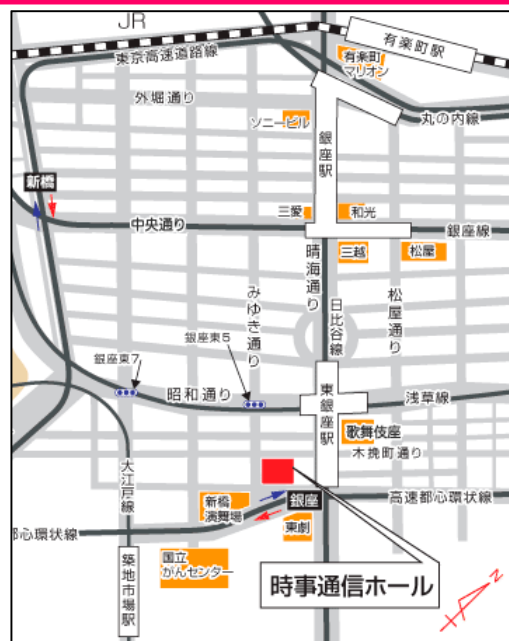 JR
東京高速道路線
有楽町駅
有楽町
マリオン
外堀通り
ソニービル
丸の内線
銀座駅
新橋
三愛
和光
中央通り
銀座線
三越
松屋
晴海通り
みゆき通り
日比谷線
松屋通り
銀座東7
銀座東5
昭和通り
東銀座駅
浅草線
歌舞伎座
木挽町通り
大江戸線
新橋
演舞場
銀座
高速都心環状線
東劇
都心環状線
国立
がんセンター
築地市場駅
時事通信ホール
N